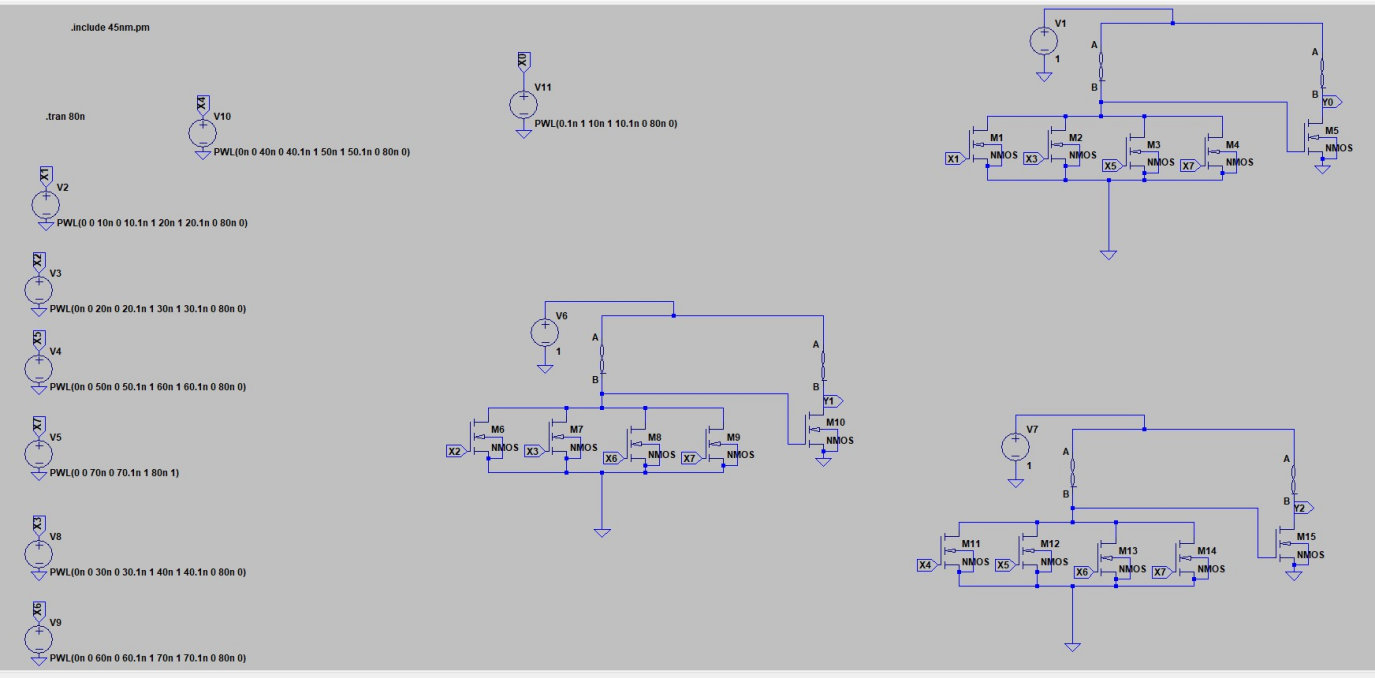 .include 45nm.pm
.tran 80n
X4
V10
PWL(0n 0 40n 0 40.1n 1 50n 1 50.1n 0 80n 0)
X0
V11
PWL(0.1n 1 10n 1 10.1n 0 80n 0)
X1
V2
PWL(0 0 10n 0 10.1n 1 20n 1 20.1n 0 80n 0)
X2
V3
PWL(0n 0 20n 0 20.1n 1 30n 1 30.1n 0 80n 0)
X5
V4
PWL(0n 0 50n 0 50.1n 1 60n 1 60.1n 0 80n 0)
X7
V5
PWL(0 0 70n 0 70.1n 1 80n 1)
X3
V8
PWL(0n 0 30n 0 30.1n 1 40n 1 40.1n 0 80n 0)
X6
V9
PWL(0n 0 60n 0 60.1n 1 70n 1 70.1n 0 80n 0)
V1
1
A
B
A
B
Y0
M1
NMOS
X1
M2
NMOS
X3
M3
NMOS
X5
M4
NMOS
X7
M5
NMOS
V6
1
A
B
A
B
Y1
M6
NMOS
X2
M7
NMOS
X3
M8
NMOS
X6
M9
NMOS
X7
M10
NMOS
V7
1
A
B
A
B
Y2
M11
NMOS
X4
M12
NMOS
X5
M13
NMOS
X6
M14
NMOS
X7
M15
NMOS